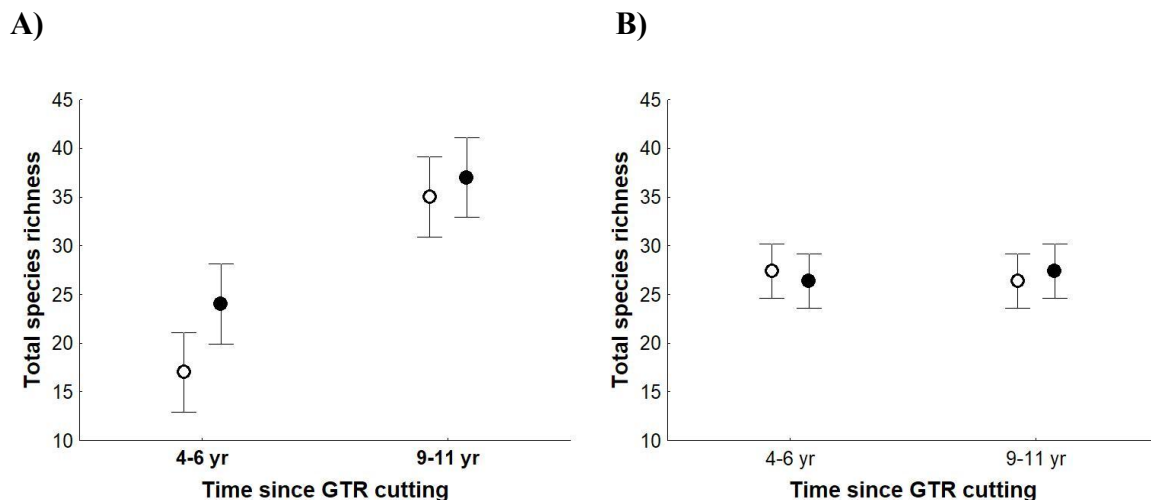 A)
B)
Total species richness
45
40
35
30
25
20
15
10
4-6 yr 9-11 yr
Time since GTR cutting
Total species richness
45
40
35
30
25
20
15
10
4-6 yr 9-11 yr
Time since GTR cutting